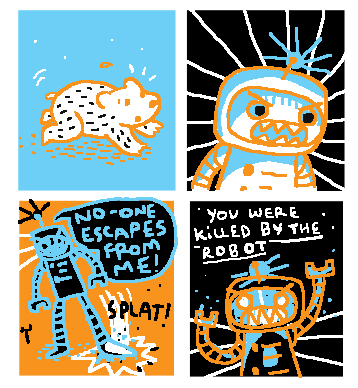 NO-ONE
ESCAPES
FROM
ME!
SPLAT!
YOU WERE
KILLED BY THE
ROBOT